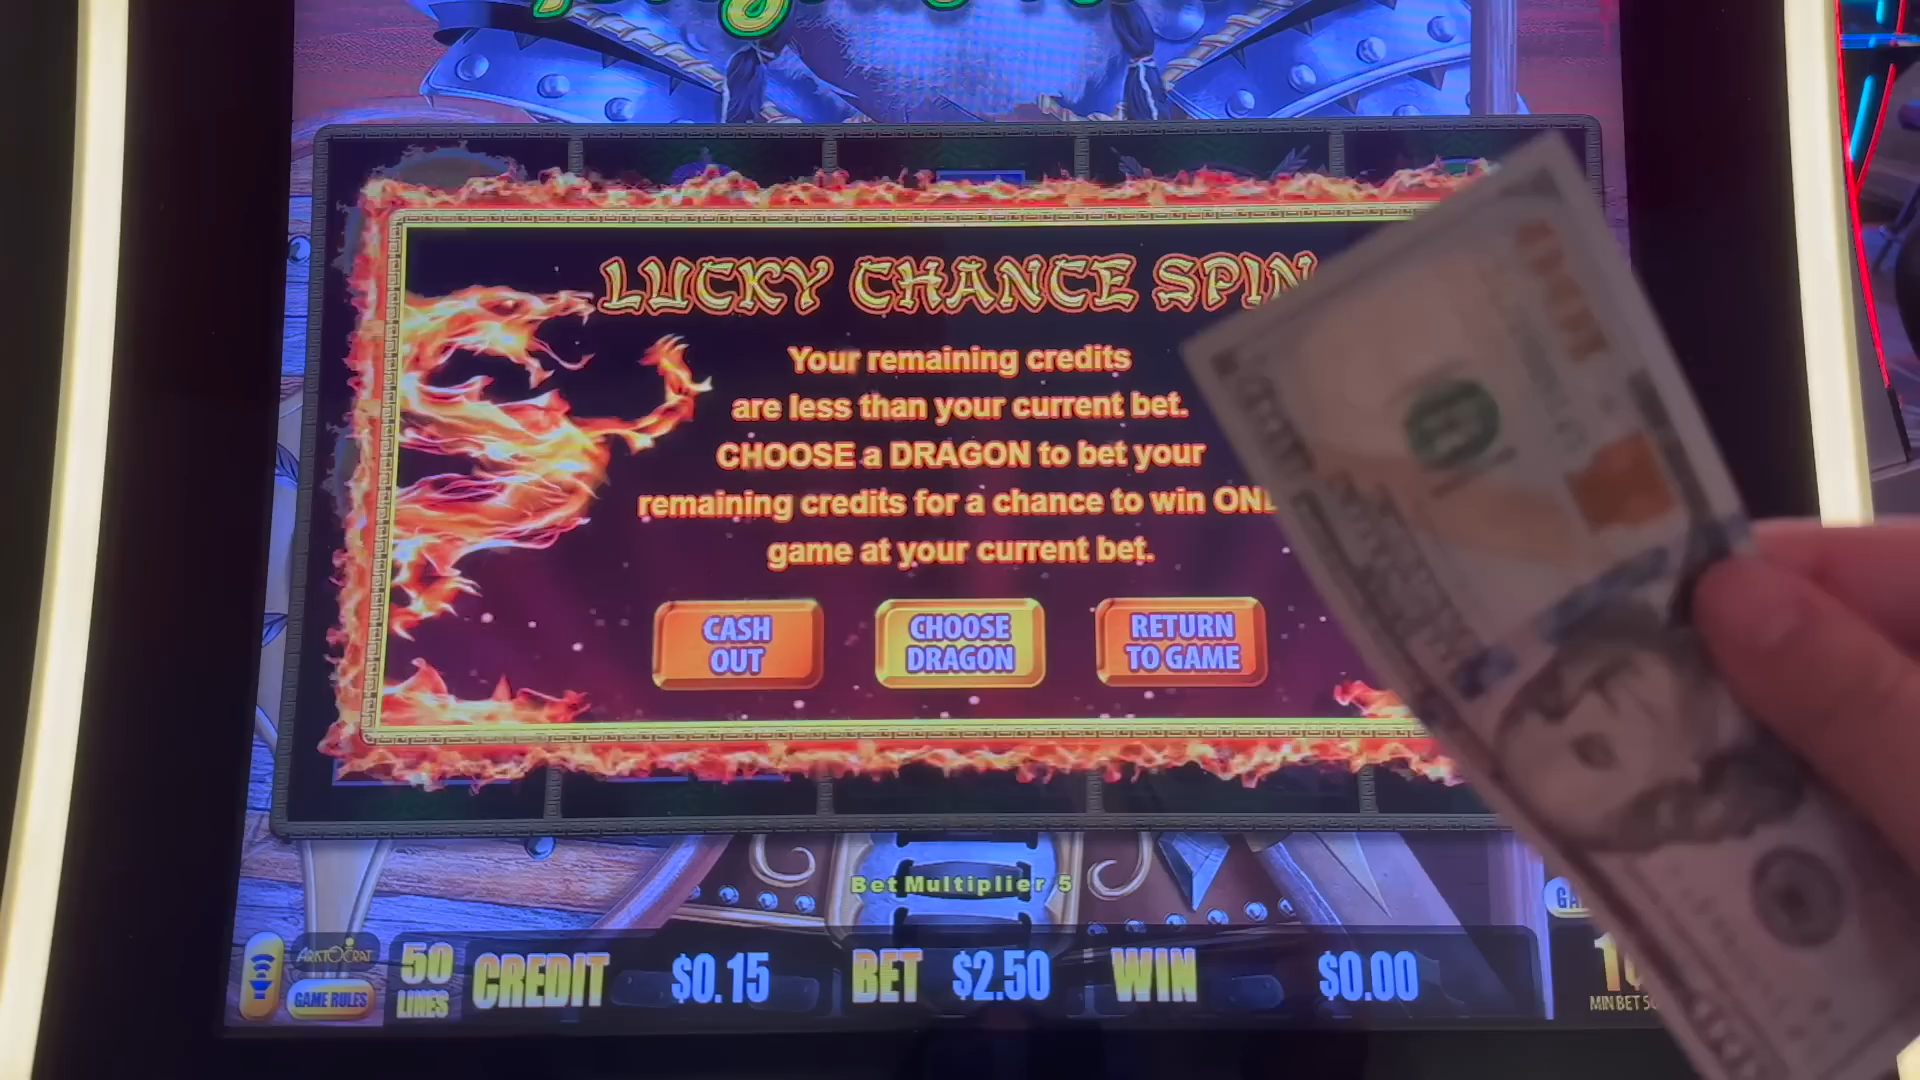 LUCKY CHANCE SPIN
Your remaining credits
are less than your current bet.
CHOOSE a DRAGON to bet your
remaining credits for a chance to win ONE
game at your current bet.
CASH
OUT
CHOOSE
DRAGON
RETURN
TO GAME
Bet Multiplier 5
ARISTOCRAT
GAME RULES
50
LINES
CREDIT $0.15 BET $2.50 WIN $0.00
MIN BET